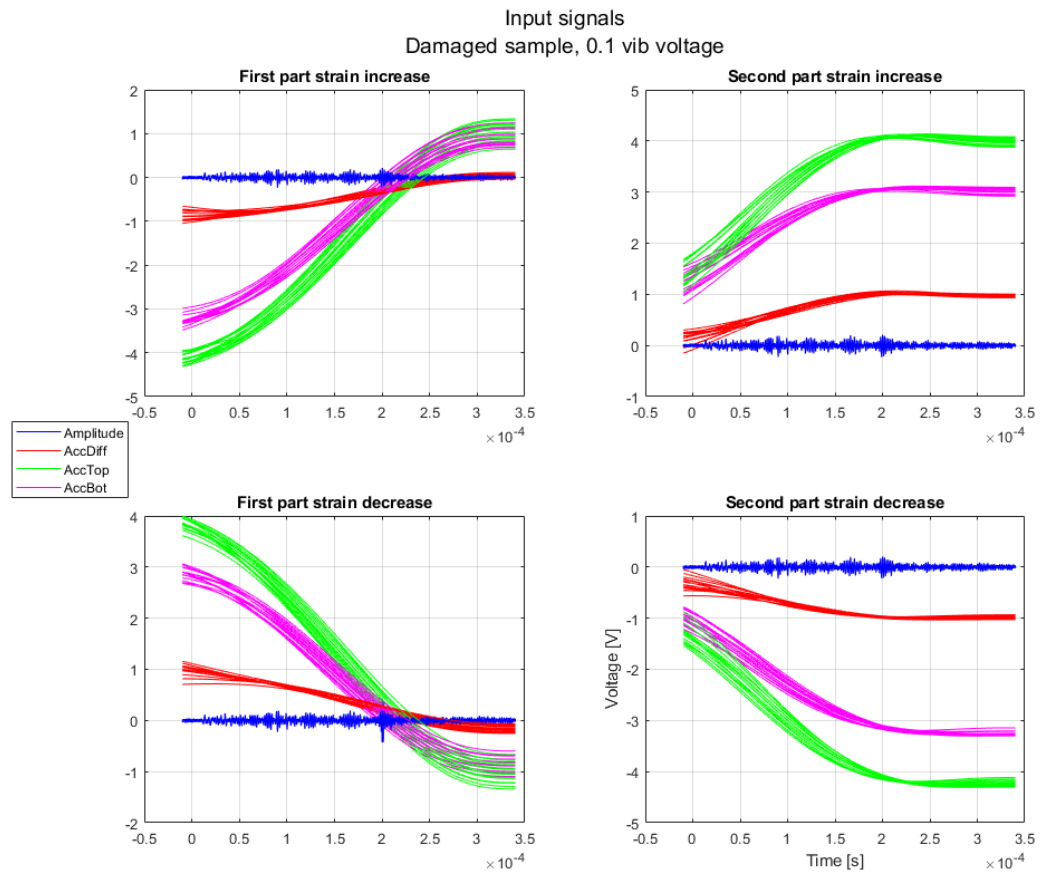 Input signals
Damaged sample, 0.1 vib voltage
First part strain increase
2
1
0
-1
-2
-3
-4
-5
-0.5 0 0.5 1 1.5 2 2.5 3 3.5
×10⁻⁴
Second part strain increase
5
4
3
2
1
0
-1
-0.5 0 0.5 1 1.5 2 2.5 3 3.5
×10⁻⁴
Amplitude
AccDiff
AccTop
AccBot
First part strain decrease
4
3
2
1
0
-1
-2
-0.5 0 0.5 1 1.5 2 2.5 3 3.5
×10⁻⁴
Second part strain decrease
Voltage [V]
1
0
-1
-2
-3
-4
-5
-0.5 0 0.5 1 1.5 2 2.5 3 3.5
Time [s]
×10⁻⁴